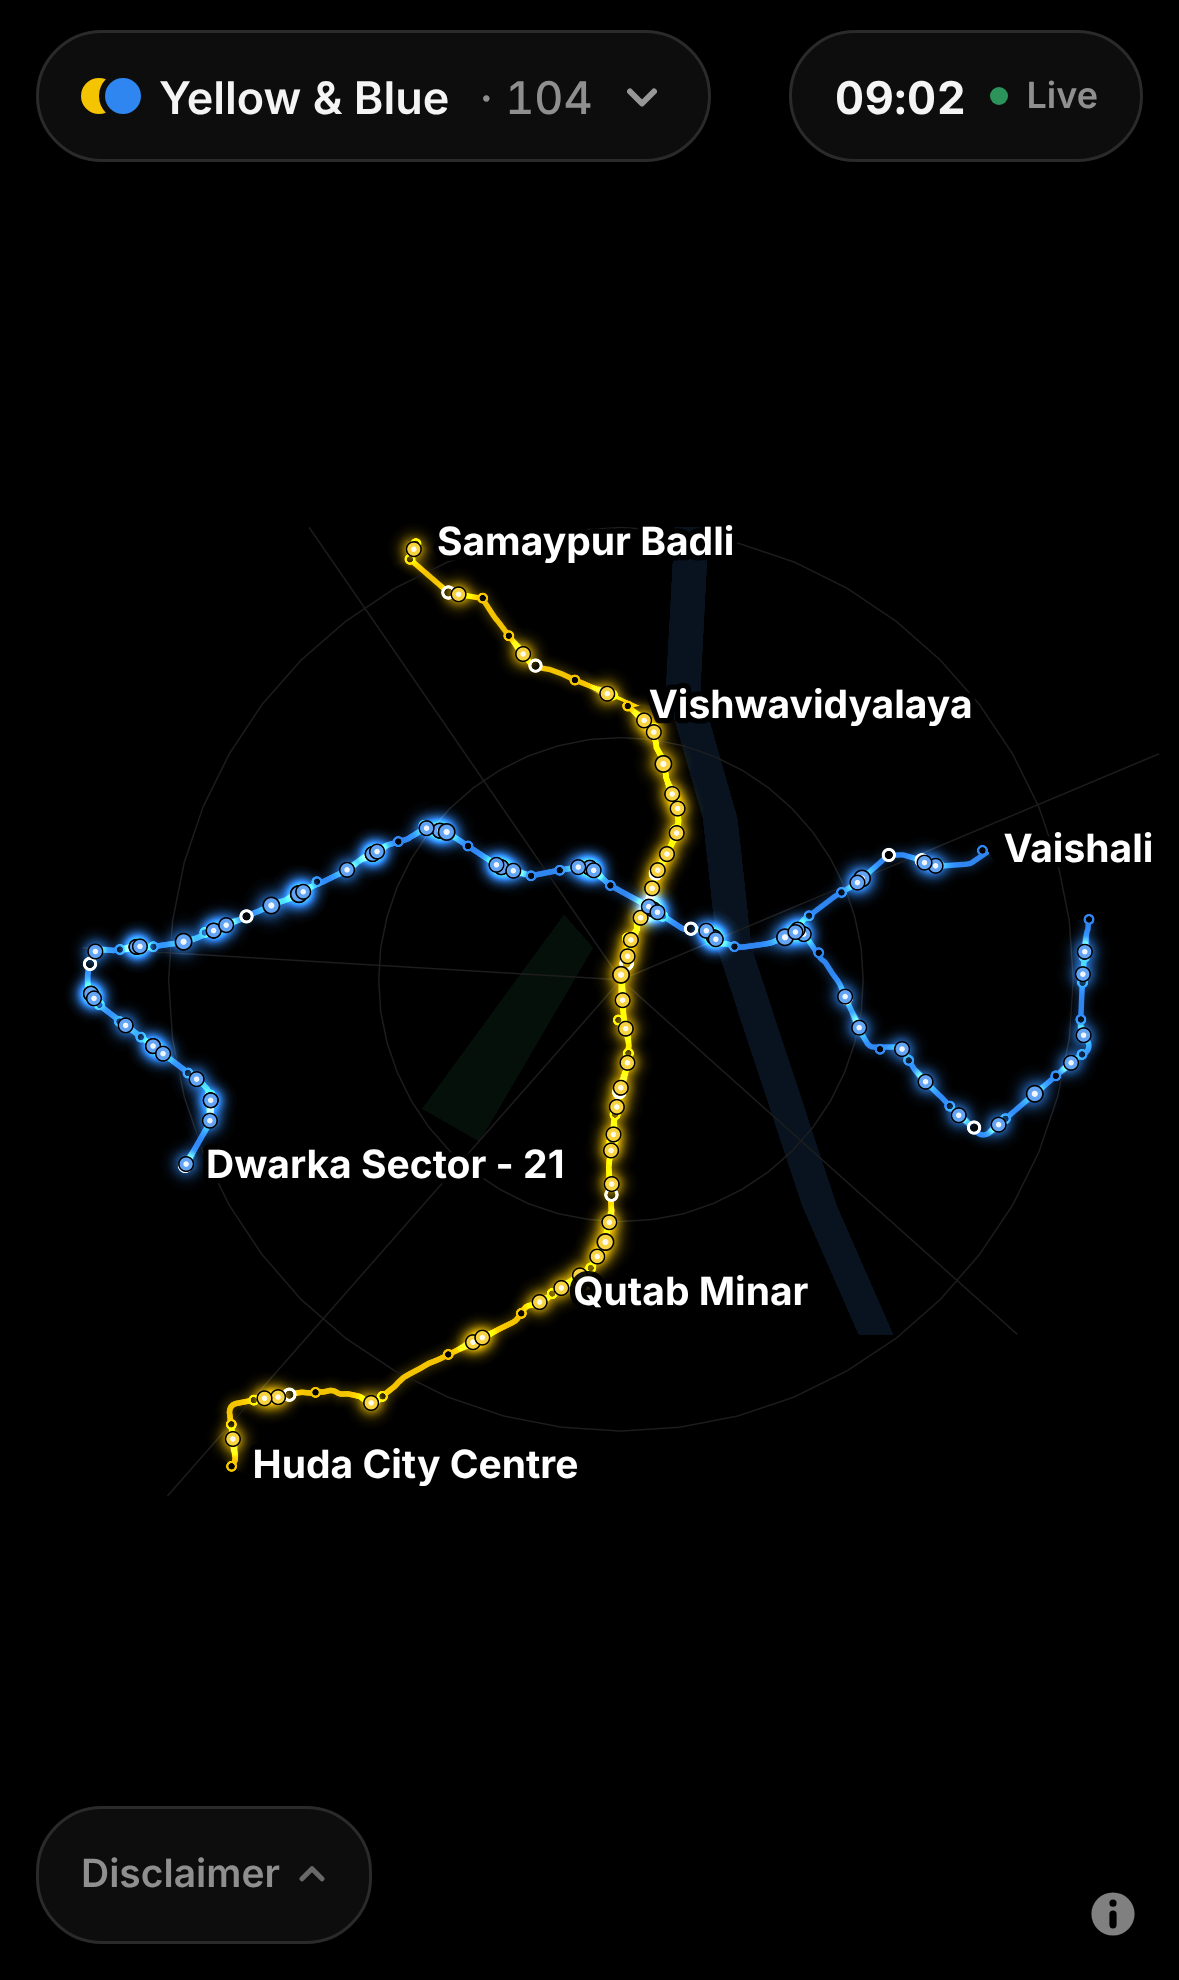 Yellow & Blue · 104
09:02 Live
Samaypur Badli
Vishwavidyalaya
Vaishali
Dwarka Sector - 21
Qutab Minar
Huda City Centre
Disclaimer